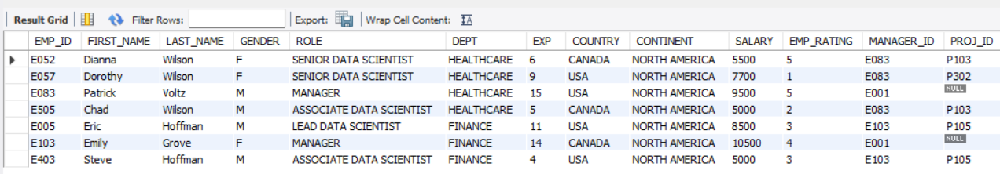 Result Grid Filter Rows: Export: Wrap Cell Content: IA
EMP_ID FIRST_NAME LAST_NAME GENDER ROLE DEPT EXP COUNTRY CONTINENT SALARY EMP_RATING MANAGER_ID PROJ_ID
E052 Dianna Wilson F SENIOR DATA SCIENTIST HEALTHCARE 6 CANADA NORTH AMERICA 5500 5 E083 P103
E057 Dorothy Wilson F SENIOR DATA SCIENTIST HEALTHCARE 9 USA NORTH AMERICA 7700 1 E083 P302
E083 Patrick Voltz M MANAGER HEALTHCARE 15 USA NORTH AMERICA 9500 5 E001 NULL
E505 Chad Wilson M ASSOCIATE DATA SCIENTIST HEALTHCARE 5 CANADA NORTH AMERICA 5000 2 E083 P103
E005 Eric Hoffman M LEAD DATA SCIENTIST FINANCE 11 USA NORTH AMERICA 8500 3 E103 P105
E103 Emily Grove F MANAGER FINANCE 14 CANADA NORTH AMERICA 10500 4 E001 NULL
E403 Steve Hoffman M ASSOCIATE DATA SCIENTIST FINANCE 4 USA NORTH AMERICA 5000 3 E103 P105